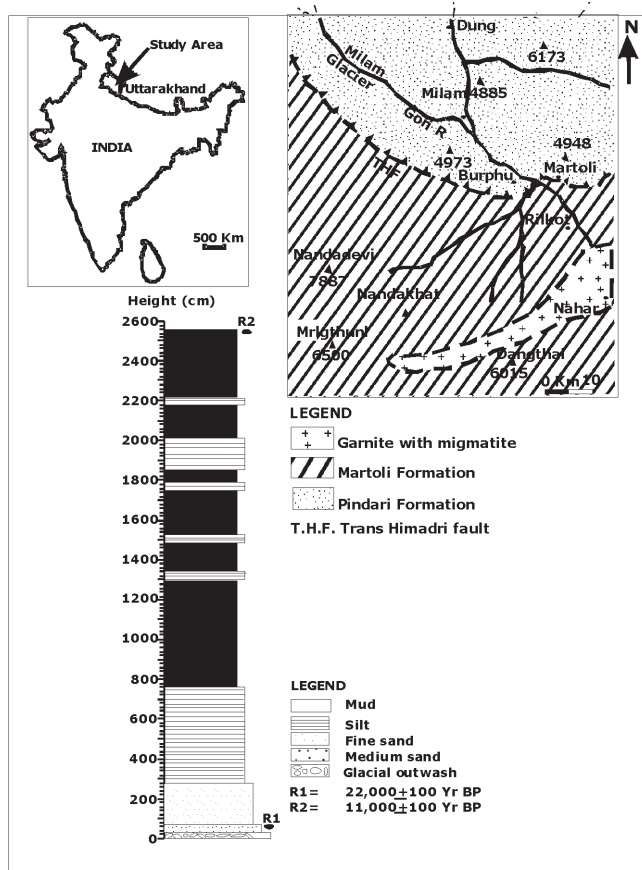 Study Area
Uttarakhand
INDIA
500 Km
N
Dung
6173
Milam
Glacier
Milam 4885
Gori R
4948
4973
Martoli
THF
Burphu
Rilkot
Nandadevi
7887
Nandakhat
Nahar
Mrigthuni
6500
Dangthal
6015
0 Km 10
LEGEND
Garnite with migmatite
Martoli Formation
Pindari Formation
T.H.F. Trans Himadri fault
Height (cm)
2600
R2
2400
2200
2000
1800
1600
1400
1200
1000
800
600
400
200
R1
0
LEGEND
Mud
Silt
Fine sand
Medium sand
Glacial outwash
R1= 22,000±100 Yr BP
R2= 11,000±100 Yr BP